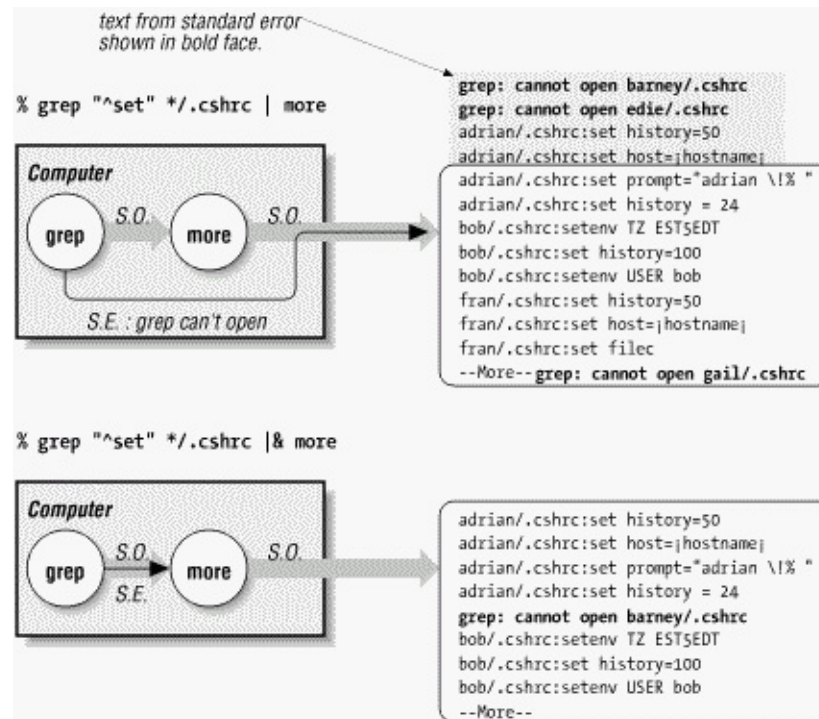 text from standard error
shown in bold face.
% grep "^set" */.cshrc | more
Computer
grep
S.O.
more
S.O.
S.E. : grep can't open
grep: cannot open barney/.cshrc
grep: cannot open edie/.cshrc
adrian/.cshrc:set history=50
adrian/.cshrc:set host=¡hostname¡
adrian/.cshrc:set prompt="adrian \!% "
adrian/.cshrc:set history = 24
bob/.cshrc:setenv TZ EST5EDT
bob/.cshrc:set history=100
bob/.cshrc:setenv USER bob
fran/.cshrc:set history=50
fran/.cshrc:set host=¡hostname¡
fran/.cshrc:set filec
--More--grep: cannot open gail/.cshrc
% grep "^set" */.cshrc |& more
Computer
grep
S.O.
S.E.
more
S.O.
adrian/.cshrc:set history=50
adrian/.cshrc:set host=¡hostname¡
adrian/.cshrc:set prompt="adrian \!% "
adrian/.cshrc:set history = 24
grep: cannot open barney/.cshrc
bob/.cshrc:setenv TZ EST5EDT
bob/.cshrc:set history=100
bob/.cshrc:setenv USER bob
--More--